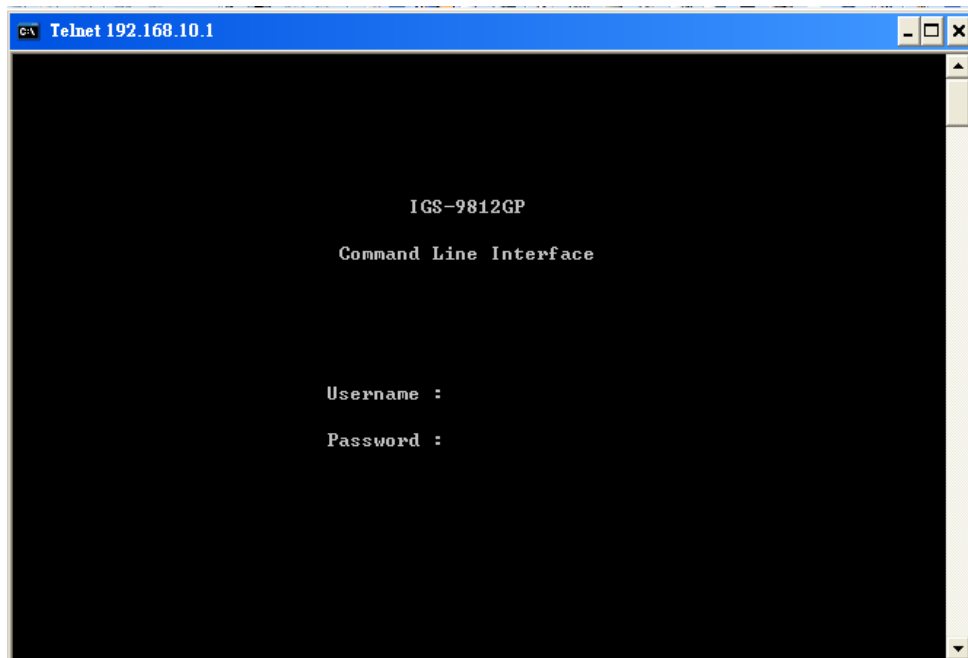 Telnet 192.168.10.1
IGS-9812GP
Command Line Interface
Username :
Password :